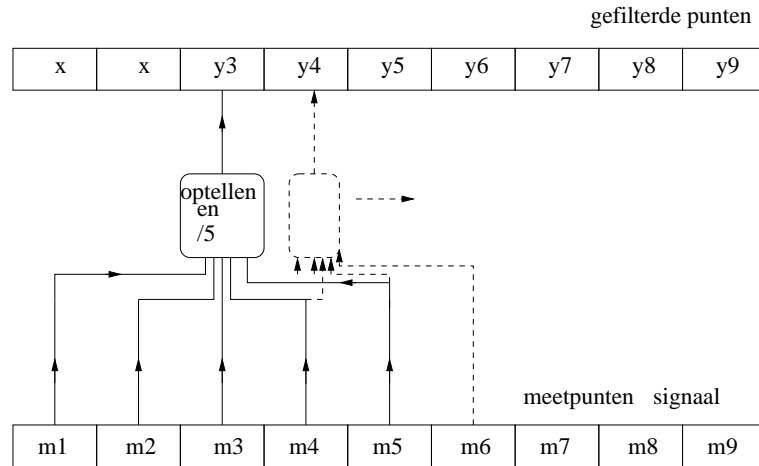 gefilterde punten
x x y3 y4 y5 y6 y7 y8 y9
optellen
en
/5
meetpunten signaal
m1 m2 m3 m4 m5 m6 m7 m8 m9